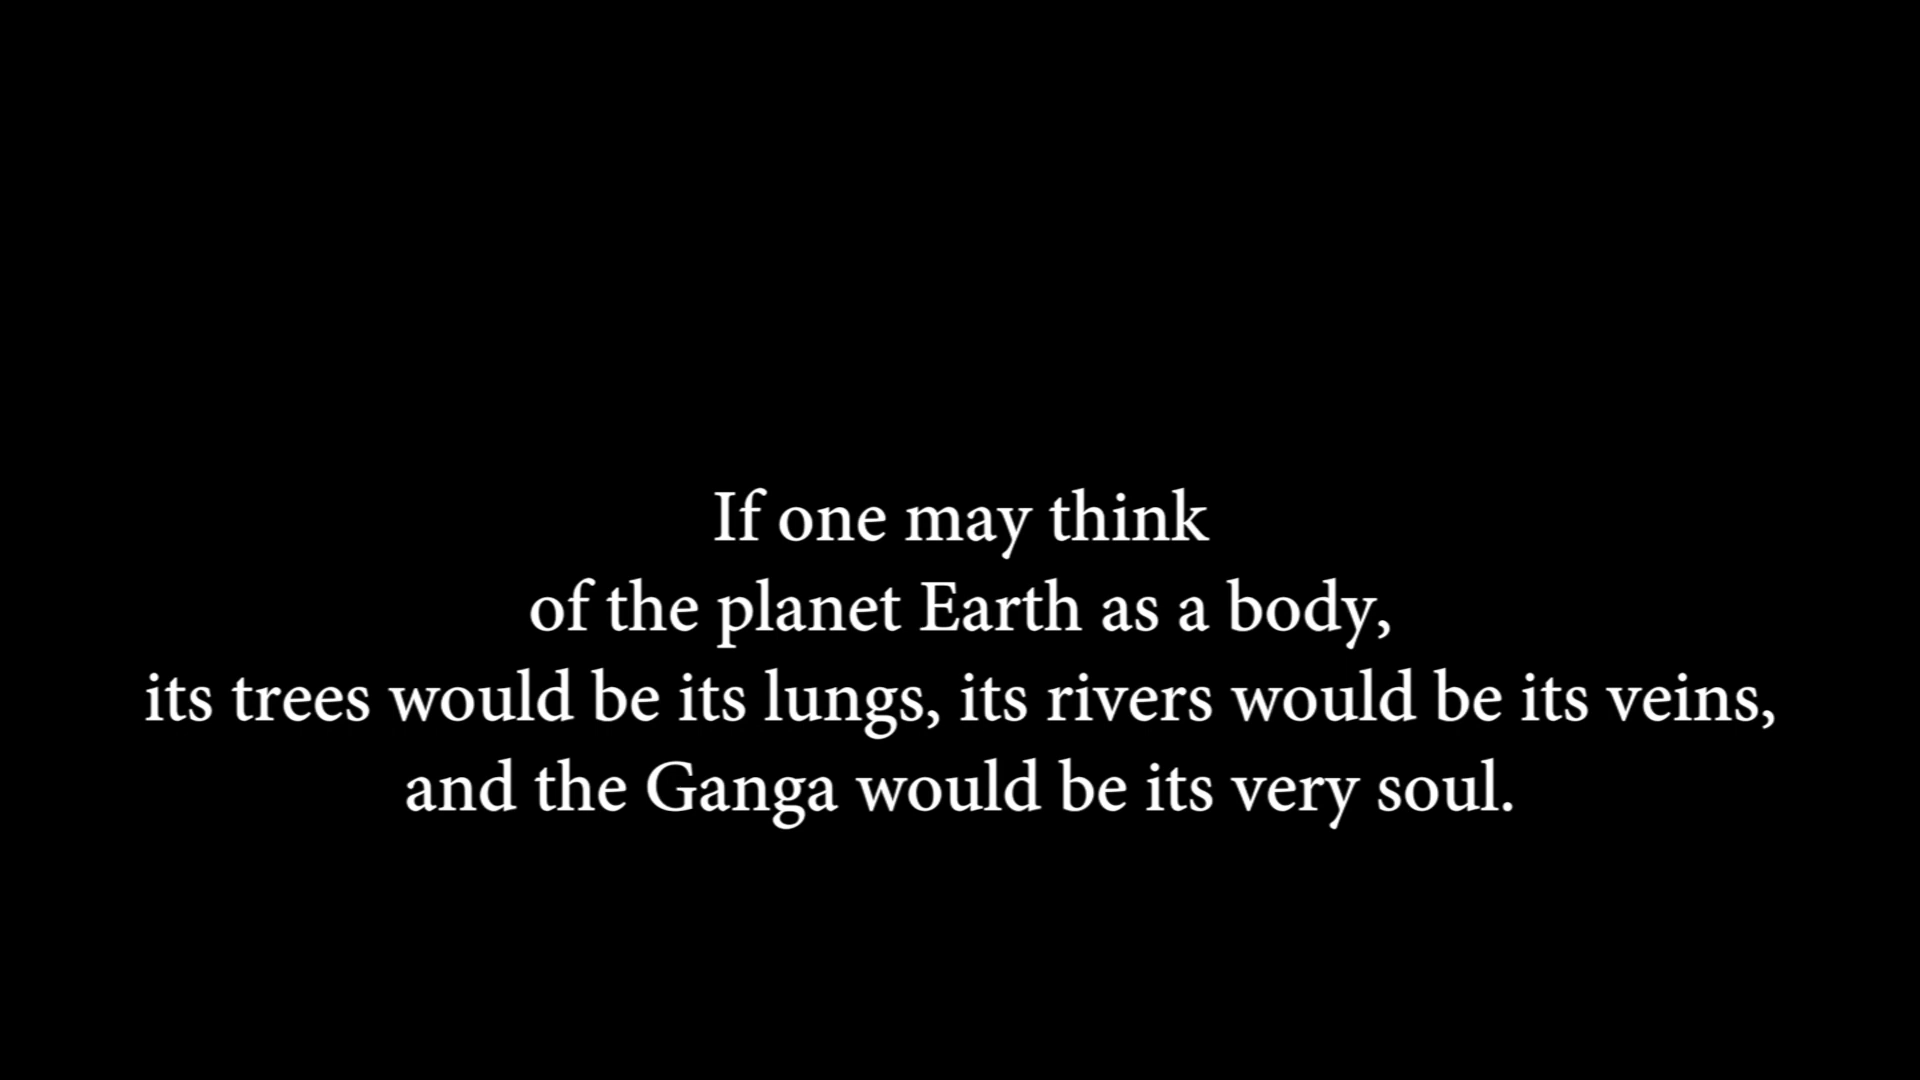 If one may think
of the planet Earth as a body,
its trees would be its lungs, its rivers would be its veins,
and the Ganga would be its very soul.